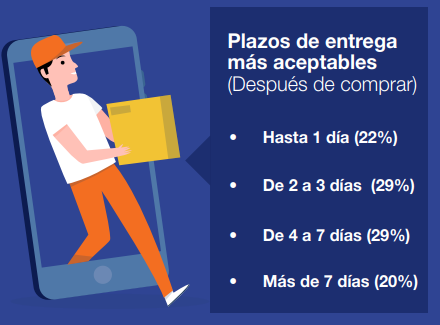 Plazos de entrega
más aceptables
(Después de comprar)
• Hasta 1 día (22%)
• De 2 a 3 días (29%)
• De 4 a 7 días (29%)
• Más de 7 días (20%)